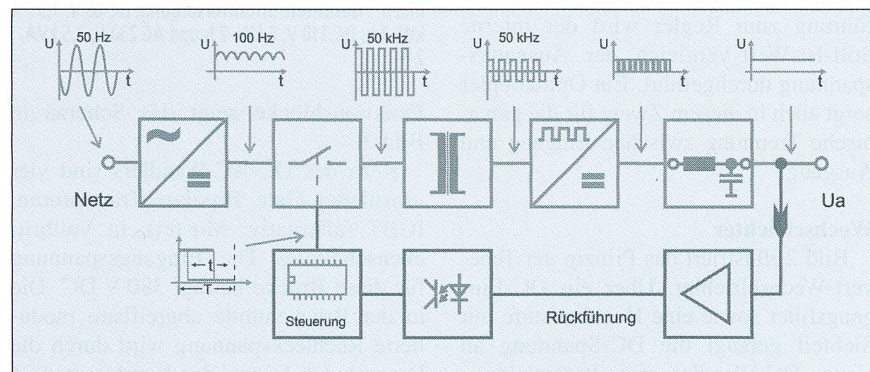 U 50 Hz t
U 100 Hz t
U 50 kHz t
U 50 kHz t
U t
U t
Netz
Ua
t
T
Steuerung
Rückführung